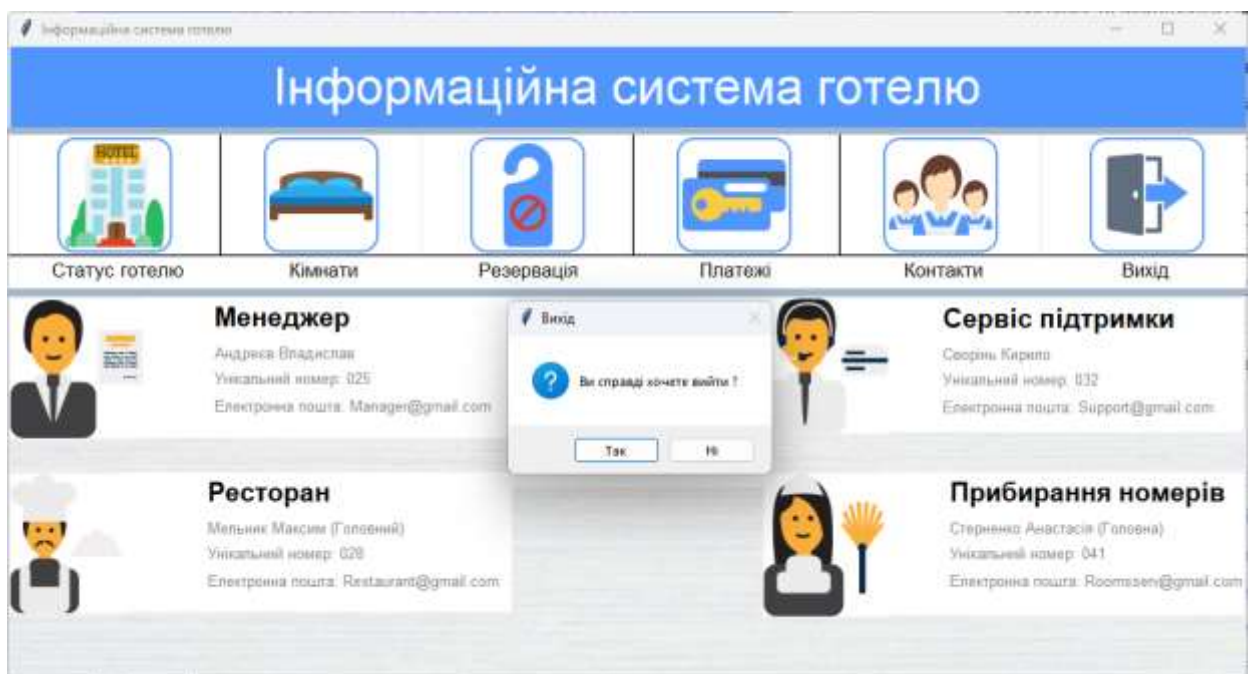 Інформаційна система готелю
Інформаційна система готелю
HOTEL
Статус готелю
Кімнати
Резервація
Платежі
Контакти
Вихід
Менеджер
Андрєєв Владислав
Унікальний номер: 025
Електронна пошта: Manager@gmail.com
Вихід
Ви справді хочете вийти ?
Так
Ні
Сервіс підтримки
Кирило
Унікальний номер: 032
Електронна пошта: Support@gmail.com
Ресторан
Мельник Максим (Головний)
Унікальний номер: 028
Електронна пошта: Restaurant@gmail.com
Прибирання номерів
Стерненко Анастасія (Головна)
Унікальний номер: 041
Електронна пошта: Roomsserv@gmail.com